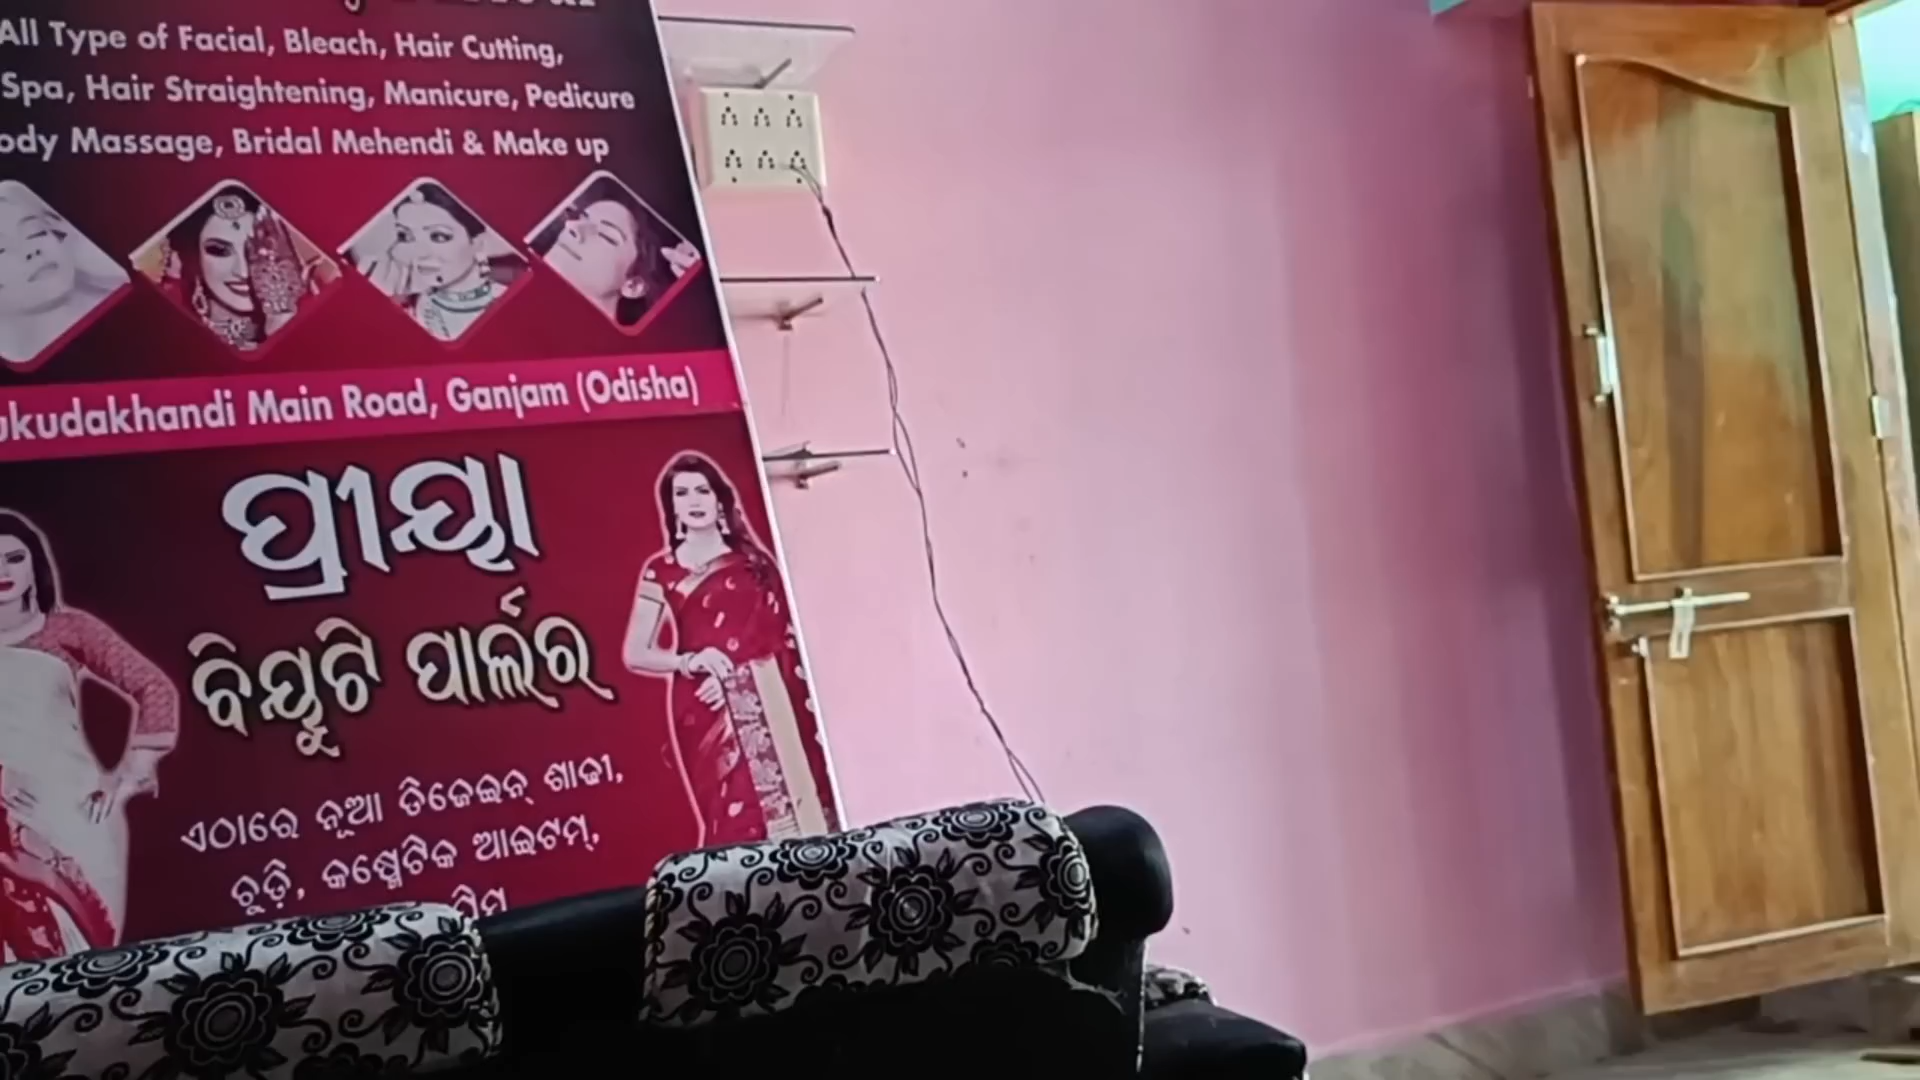 All Type of Facial, Bleach, Hair Cutting,
Spa, Hair Straightening, Manicure, Pedicure
ody Massage, Bridal Mehendi & Make up
ukudakhandi Main Road, Ganjam (Odisha)
ପ୍ରୀୟା
ବିୟୁଟି ପାର୍ଲର
ଏଠାରେ ନୂଆ ଡିଜେଇନ୍ ଶାଢୀ,
ଚୁଡ଼ି, କଷ୍ମେଟିକ ଆଇଟମ୍,